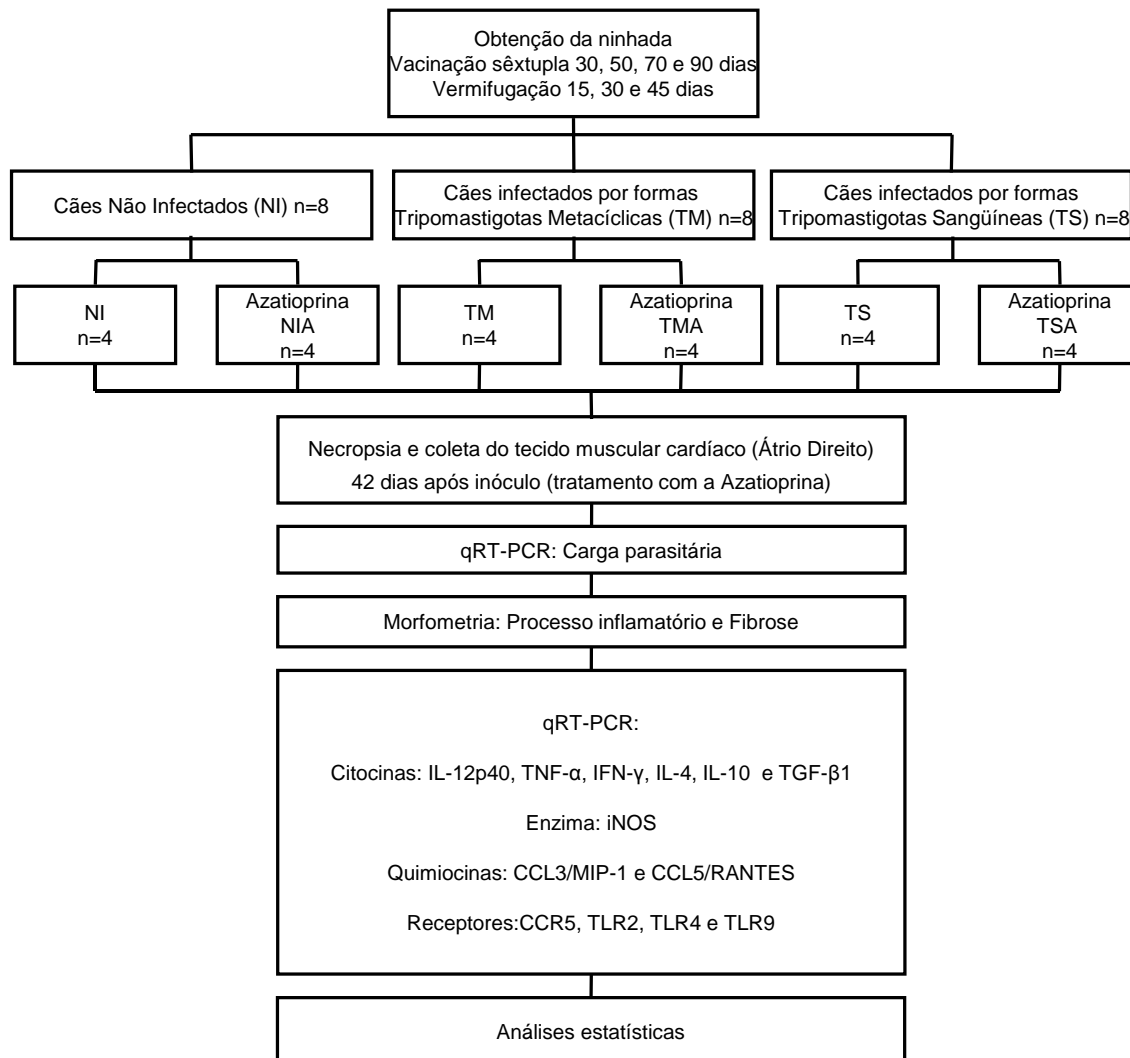 Obtenção da ninhada
Vacinação sêxtupla 30, 50, 70 e 90 dias
Vermifugação 15, 30 e 45 dias
Cães Não Infectados (NI) n=8
Cães infectados por formas
Tripomastigotas Metacíclicas (TM) n=8
Cães infectados por formas
Tripomastigotas Sangüíneas (TS) n=8
NI
n=4
Azatioprina
NIA
n=4
TM
n=4
Azatioprina
TMA
n=4
TS
n=4
Azatioprina
TSA
n=4
Necropsia e coleta do tecido muscular cardíaco (Átrio Direito)
42 dias após inóculo (tratamento com a Azatioprina)
qRT-PCR: Carga parasitária
Morfometria: Processo inflamatório e Fibrose
qRT-PCR:
Citocinas: IL-12p40, TNF-α, IFN-γ, IL-4, IL-10 e TGF-β1
Enzima: iNOS
Quimiocinas: CCL3/MIP-1 e CCL5/RANTES
Receptores:CCR5, TLR2, TLR4 e TLR9
Análises estatísticas